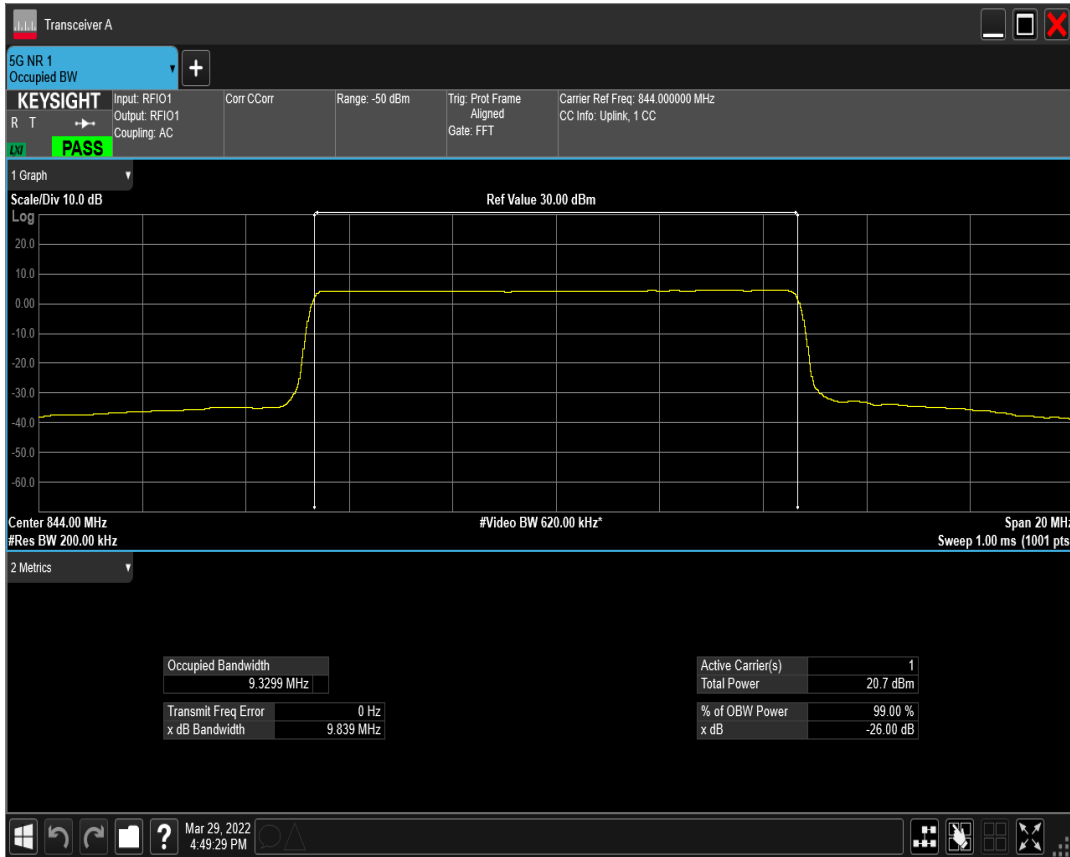 Transceiver A
5G NR 1
Occupied BW
+
KEYSIGHT
R T
LXI
PASS
Input: RFIO1
Output: RFIO1
Coupling: AC
Corr CCorr
Range: -50 dBm
Trig: Prot Frame
Aligned
Gate: FFT
Carrier Ref Freq: 844.000000 MHz
CC Info: Uplink, 1 CC
1 Graph
Scale/Div 10.0 dB
Ref Value 30.00 dBm
Log
20.0
10.0
0.00
-10.0
-20.0
-30.0
-40.0
-50.0
-60.0
Center 844.00 MHz
#Video BW 620.00 kHz*
Span 20 MHz
#Res BW 200.00 kHz
Sweep 1.00 ms (1001 pts
2 Metrics
Occupied Bandwidth
9.3299 MHz
Transmit Freq Error 0 Hz
x dB Bandwidth 9.839 MHz
Active Carrier(s) 1
Total Power 20.7 dBm
% of OBW Power 99.00 %
x dB -26.00 dB
?
Mar 29, 2022
4:49:29 PM